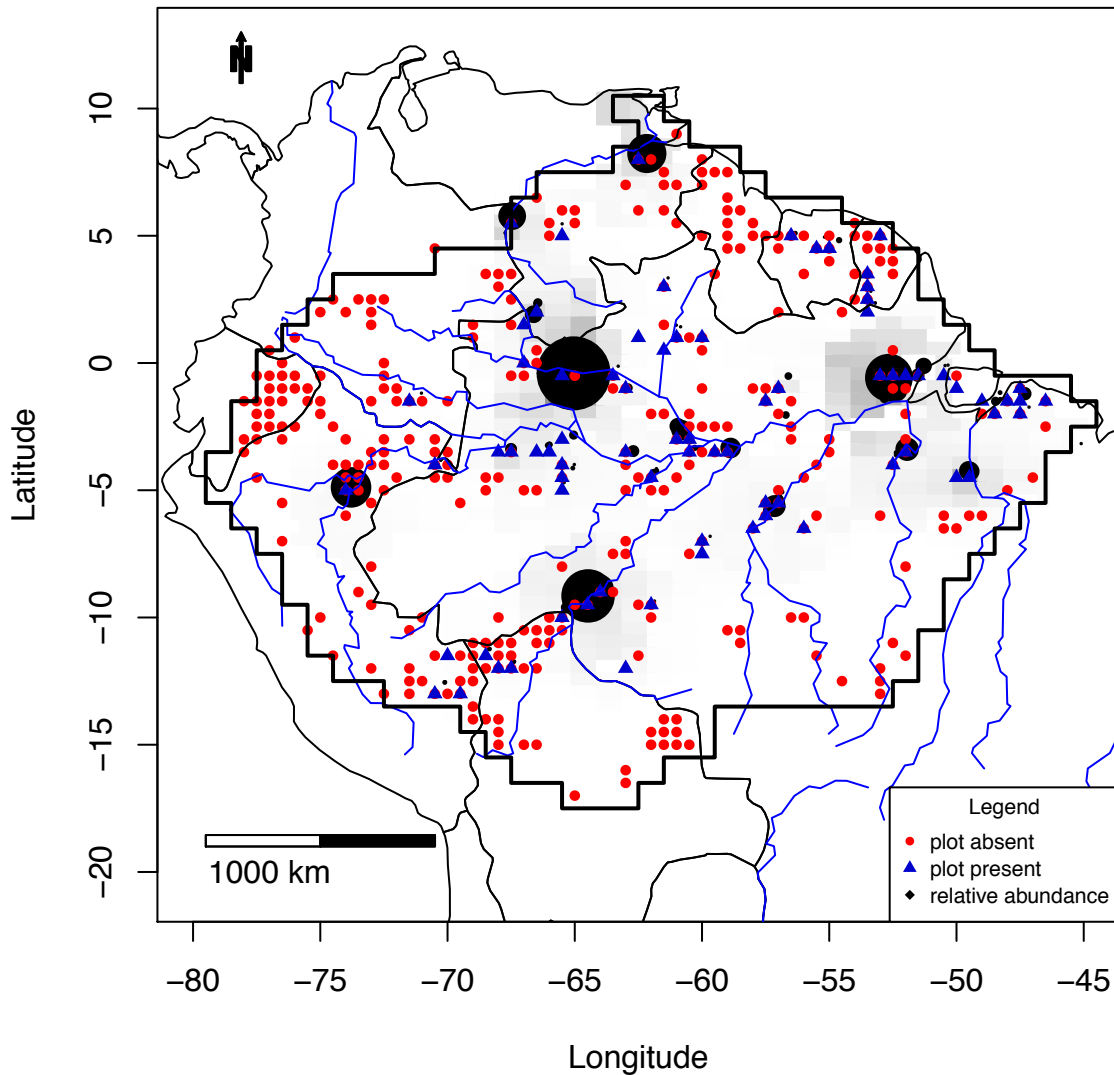 N
10
5
0
−5
−10
−15
−20
Latitude
1000 km
Legend
plot absent
plot present
relative abundance
−80
−75
−70
−65
−60
−55
−50
−45
Longitude